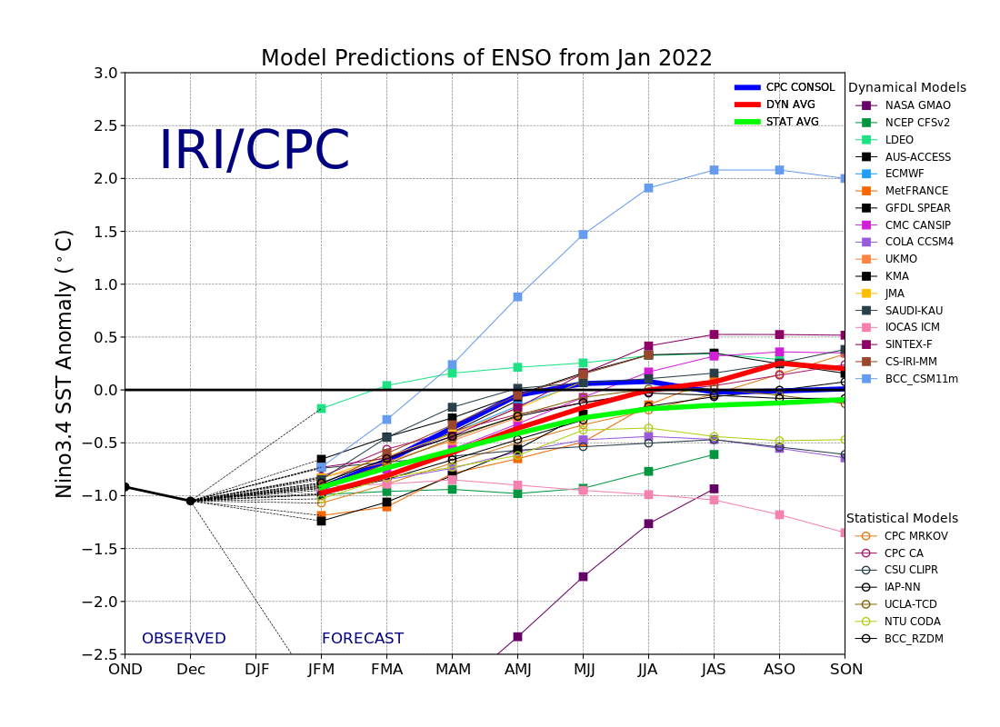 Model Predictions of ENSO from Jan 2022
IRI/CPC
Nino3.4 SST Anomaly (°C)
3.0
2.5
2.0
1.5
1.0
0.5
0.0
−0.5
−1.0
−1.5
−2.0
−2.5
CPC CONSOL
DYN AVG
STAT AVG
OBSERVED
FORECAST
OND Dec DJF JFM FMA MAM AMJ MJJ JJA JAS ASO SON
Dynamical Models
NASA GMAO
NCEP CFSv2
LDEO
AUS-ACCESS
ECMWF
MetFRANCE
GFDL SPEAR
CMC CANSIP
COLA CCSM4
UKMO
KMA
JMA
SAUDI-KAU
IOCAS ICM
SINTEX-F
CS-IRI-MM
BCC_CSM11m
Statistical Models
CPC MRKOV
CPC CA
CSU CLIPR
IAP-NN
UCLA-TCD
NTU CODA
BCC_RZDM